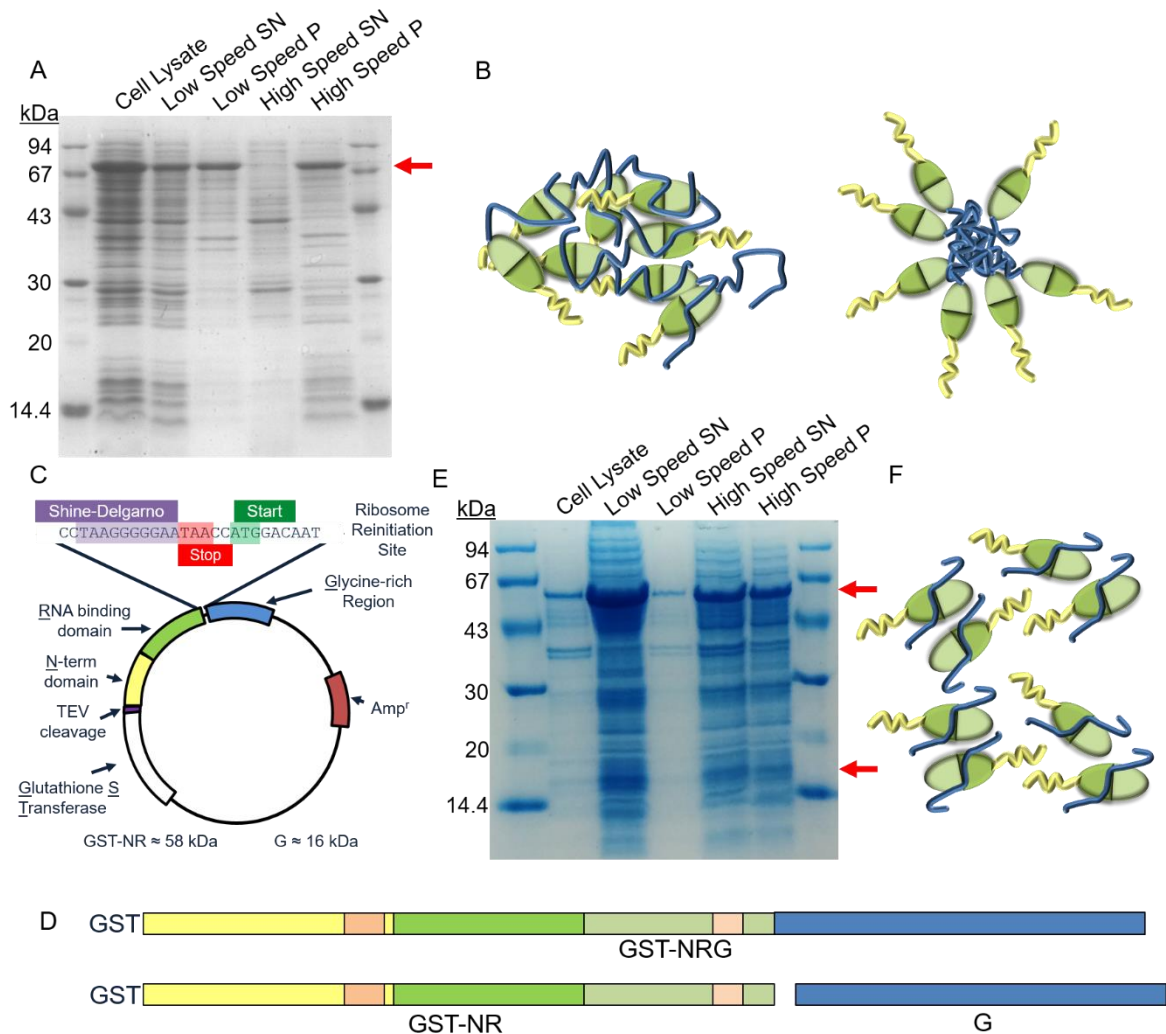 A
Cell Lysate
Low Speed SN
Low Speed P
High Speed SN
High Speed P
kDa
94
67
43
30
20
14.4
B
C
Shine-Delgarno
Start
CCTAAGGGGGAATAACCATGGACAAT
Stop
Ribosome
Reinitiation
Site
Glycine-rich
Region
RNA binding
domain
N-term
domain
TEV
cleavage
Glutathione S
Transferase
Ampr
GST-NR ≈ 58 kDa
G ≈ 16 kDa
E
Cell Lysate
Low Speed SN
Low Speed P
High Speed SN
High Speed P
kDa
94
67
43
30
20
14.4
F
D
GST
GST-NRG
GST
GST-NR
G